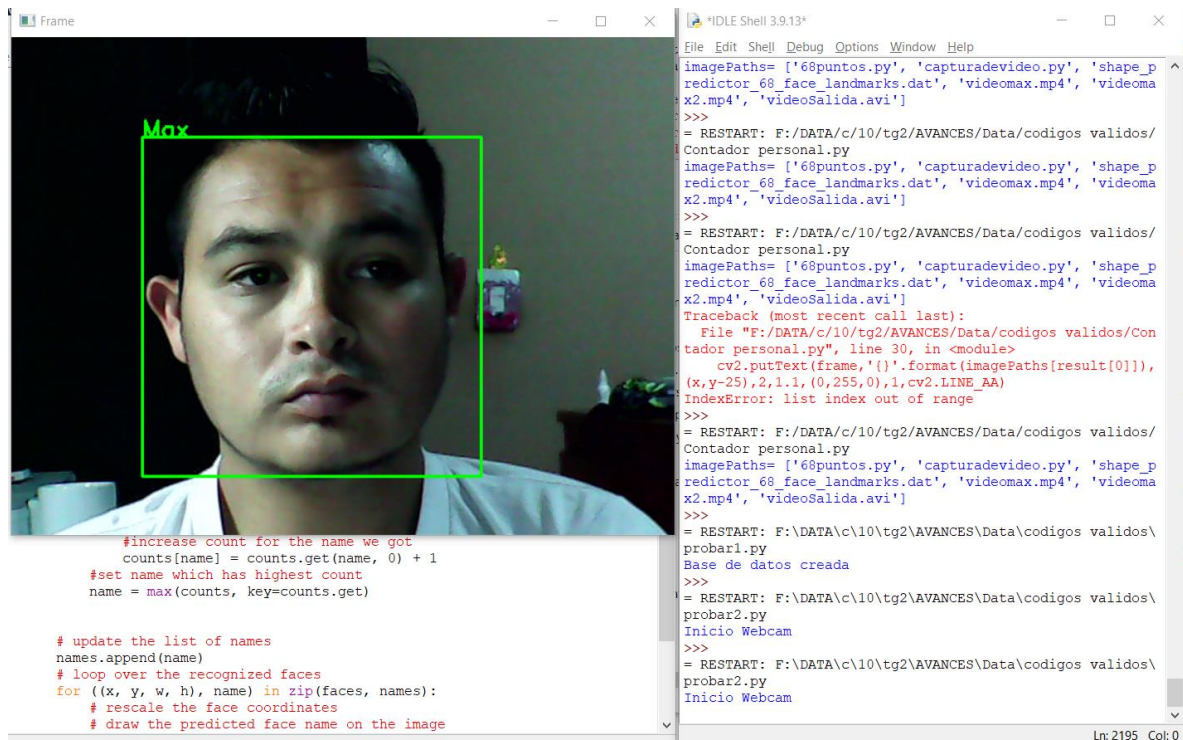 Frame
Max
#increase count for the name we got
counts[name] = counts.get(name, 0) + 1
#set name which has highest count
name = max(counts, key=counts.get)
# update the list of names
names.append(name)
# loop over the recognized faces
for ((x, y, w, h), name) in zip(faces, names):
# rescale the face coordinates
# draw the predicted face name on the image
*IDLE Shell 3.9.13*
File Edit Shell Debug Options Window Help
imagePaths= ['68puntos.py', 'capturadevideo.py', 'shape_p
redictor_68_face_landmarks.dat', 'videomax.mp4', 'videoma
x2.mp4', 'videoSalida.avi']
>>>
= RESTART: F:/DATA/c/10/tg2/AVANCES/Data/codigos validos/
Contador personal.py
imagePaths= ['68puntos.py', 'capturadevideo.py', 'shape_p
redictor_68_face_landmarks.dat', 'videomax.mp4', 'videoma
x2.mp4', 'videoSalida.avi']
>>>
= RESTART: F:/DATA/c/10/tg2/AVANCES/Data/codigos validos/
Contador personal.py
imagePaths= ['68puntos.py', 'capturadevideo.py', 'shape_p
redictor_68_face_landmarks.dat', 'videomax.mp4', 'videoma
x2.mp4', 'videoSalida.avi']
Traceback (most recent call last):
File "F:/DATA/c/10/tg2/AVANCES/Data/codigos validos/Con
tador personal.py", line 30, in <module>
cv2.putText(frame,'{}'.format(imagePaths[result[0]]),
(x,y-25),2,1.1,(0,255,0),1,cv2.LINE_AA)
IndexError: list index out of range
>>>
= RESTART: F:/DATA/c/10/tg2/AVANCES/Data/codigos validos/
Contador personal.py
imagePaths= ['68puntos.py', 'capturadevideo.py', 'shape_p
redictor_68_face_landmarks.dat', 'videomax.mp4', 'videoma
x2.mp4', 'videoSalida.avi']
>>>
= RESTART: F:\DATA\c\10\tg2\AVANCES\Data\codigos validos\
probar1.py
Base de datos creada
>>>
= RESTART: F:\DATA\c\10\tg2\AVANCES\Data\codigos validos\
probar2.py
Inicio Webcam
>>>
= RESTART: F:\DATA\c\10\tg2\AVANCES\Data\codigos validos\
probar2.py
Inicio Webcam
Ln: 2195 Col: 0